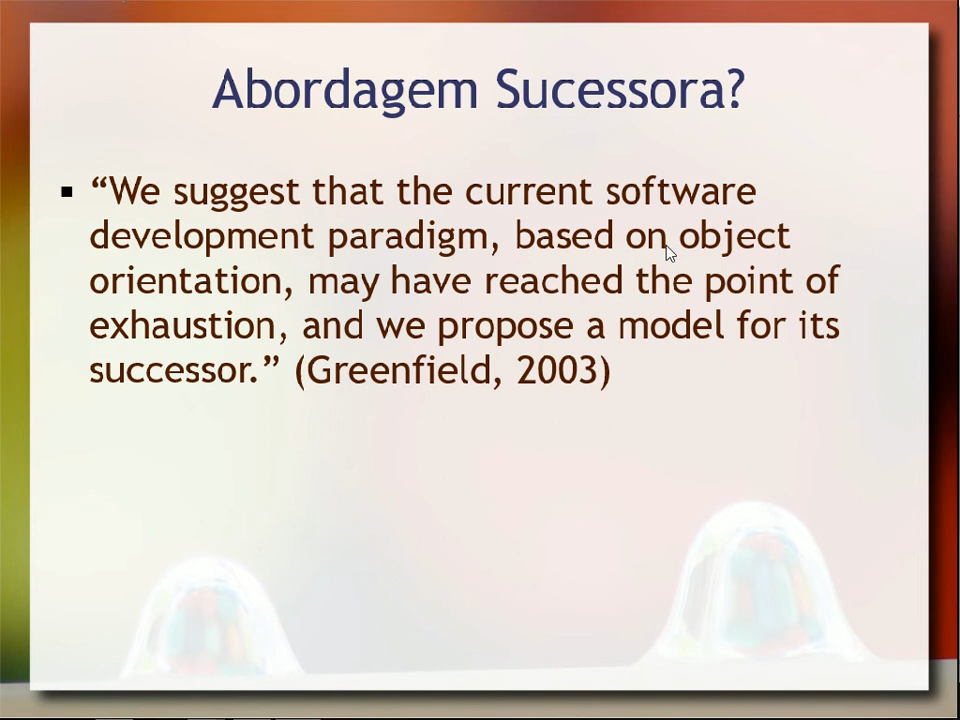 Abordagem Sucessora?
▪ “We suggest that the current software
development paradigm, based on object
orientation, may have reached the point of
exhaustion, and we propose a model for its
successor.” (Greenfield, 2003)